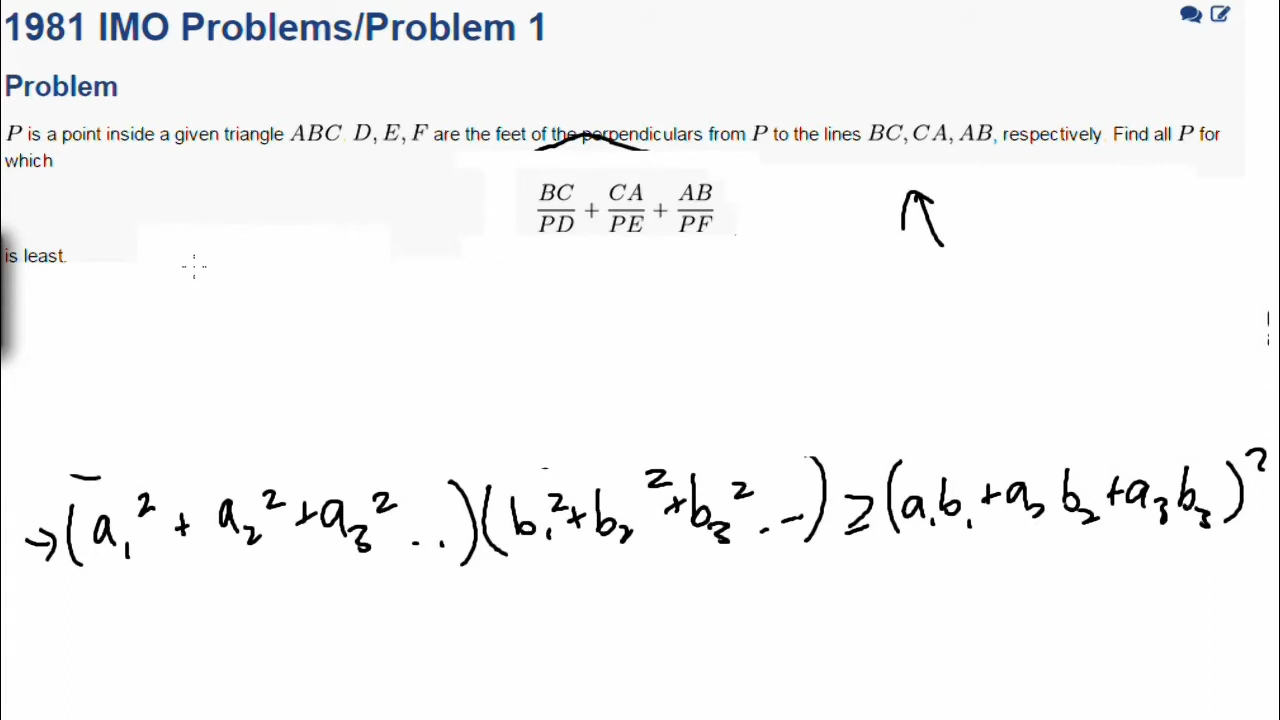 1981 IMO Problems/Problem 1
Problem
P is a point inside a given triangle ABC. D, E, F are the feet of the perpendiculars from P to the lines BC, CA, AB, respectively. Find all P for
which
BC/PD + CA/PE + AB/PF
is least.
→(a₁² + a₂² + a₃² ..)(b₁² + b₂² + b₃² ...) ≥ (a₁b₁ + a₂b₂ + a₃b₃)²